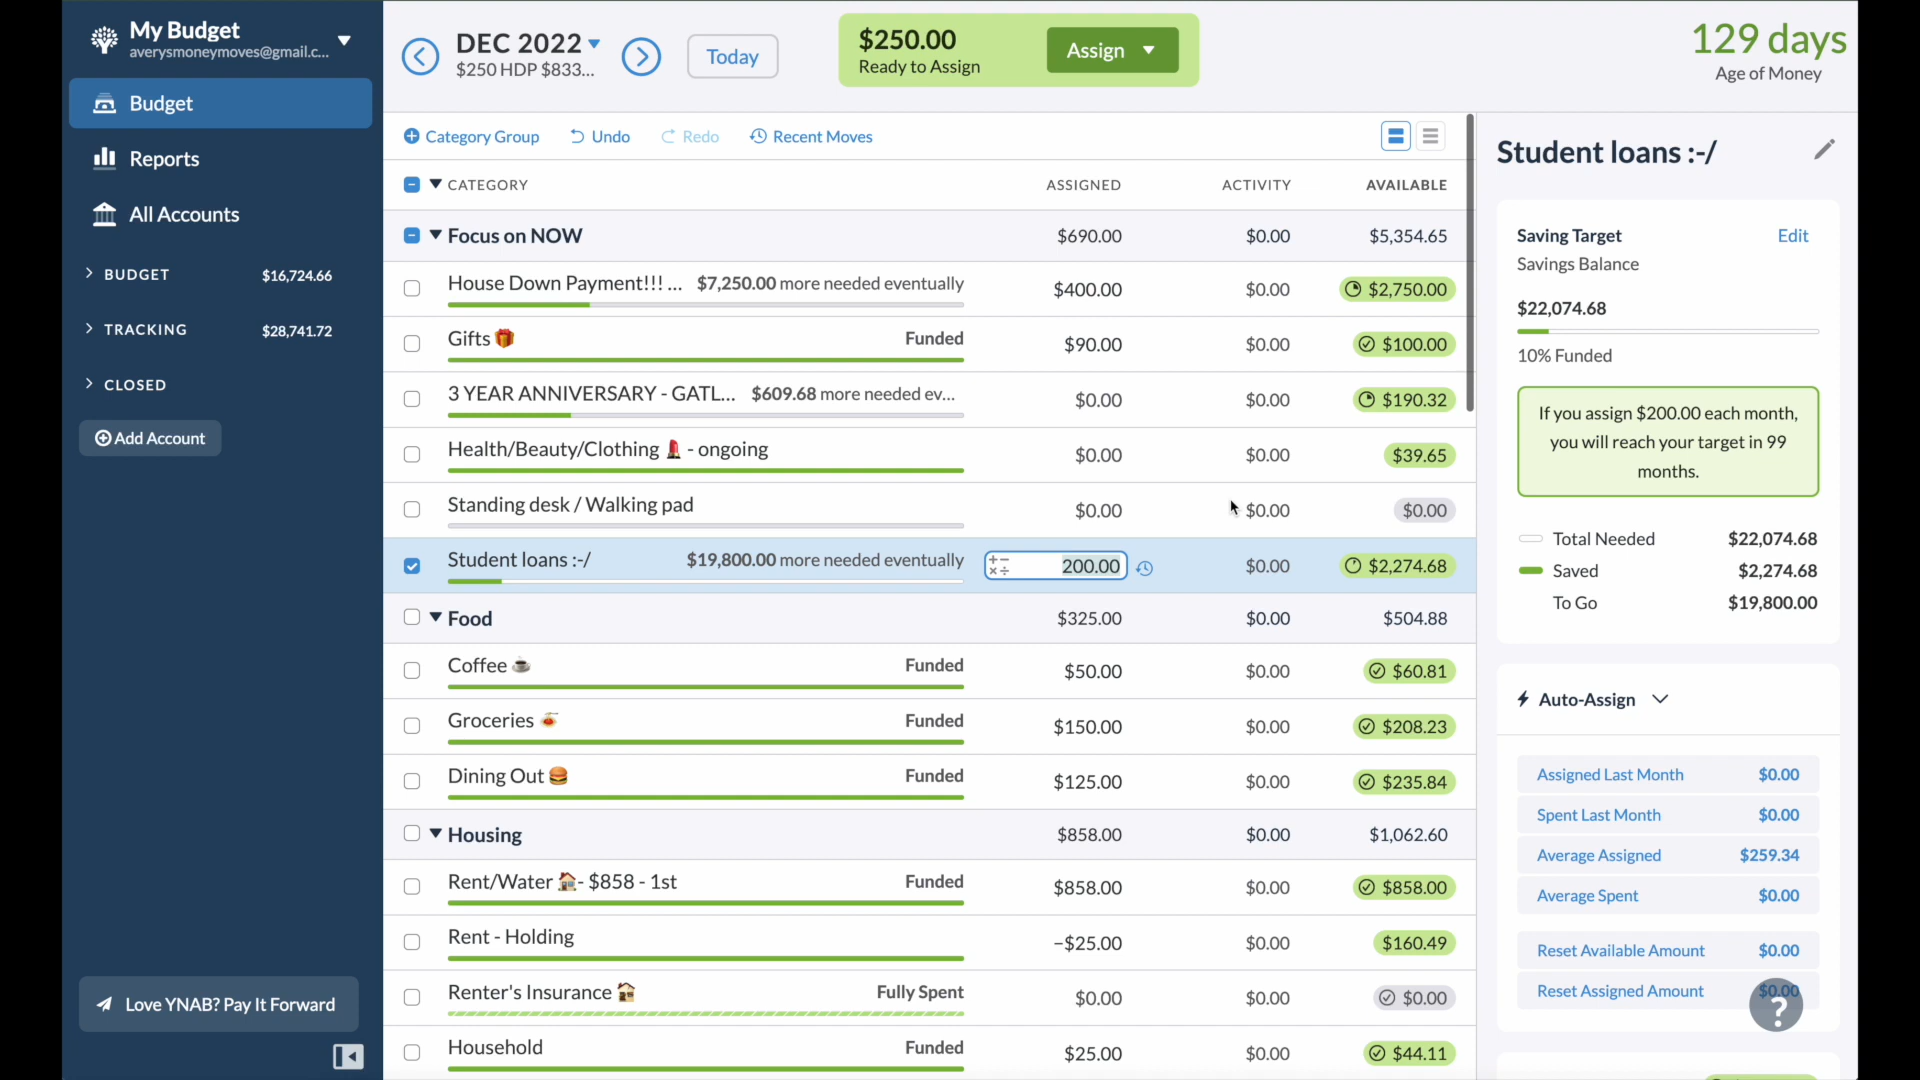 My Budget
averysmoneymoves@gmail.c...
Budget
Reports
All Accounts
BUDGET $16,724.66
TRACKING $28,741.72
CLOSED
Add Account
Love YNAB? Pay It Forward
DEC 2022
$250 HDP $833...
Today
$250.00
Ready to Assign
Assign
129 days
Age of Money
Category Group Undo Redo Recent Moves
CATEGORY ASSIGNED ACTIVITY AVAILABLE
Focus on NOW $690.00 $0.00 $5,354.65
House Down Payment!!! ... $7,250.00 more needed eventually $400.00 $0.00 $2,750.00
Gifts 🎁 Funded $90.00 $0.00 $100.00
3 YEAR ANNIVERSARY - GATL... $609.68 more needed ev... $0.00 $0.00 $190.32
Health/Beauty/Clothing 💄 - ongoing $0.00 $0.00 $39.65
Standing desk / Walking pad $0.00 $0.00 $0.00
Student loans :-/ $19,800.00 more needed eventually 200.00 $0.00 $2,274.68
Food $325.00 $0.00 $504.88
Coffee ☕ Funded $50.00 $0.00 $60.81
Groceries 🍝 Funded $150.00 $0.00 $208.23
Dining Out 🍔 Funded $125.00 $0.00 $235.84
Housing $858.00 $0.00 $1,062.60
Rent/Water 🏠- $858 - 1st Funded $858.00 $0.00 $858.00
Rent - Holding −$25.00 $0.00 $160.49
Renter's Insurance 🏠 Fully Spent $0.00 $0.00 $0.00
Household Funded $25.00 $0.00 $44.11
Student loans :-/
Saving Target Edit
Savings Balance
$22,074.68
10% Funded
If you assign $200.00 each month,
you will reach your target in 99
months.
Total Needed $22,074.68
Saved $2,274.68
To Go $19,800.00
Auto-Assign
Assigned Last Month $0.00
Spent Last Month $0.00
Average Assigned $259.34
Average Spent $0.00
Reset Available Amount $0.00
Reset Assigned Amount $0.00
?